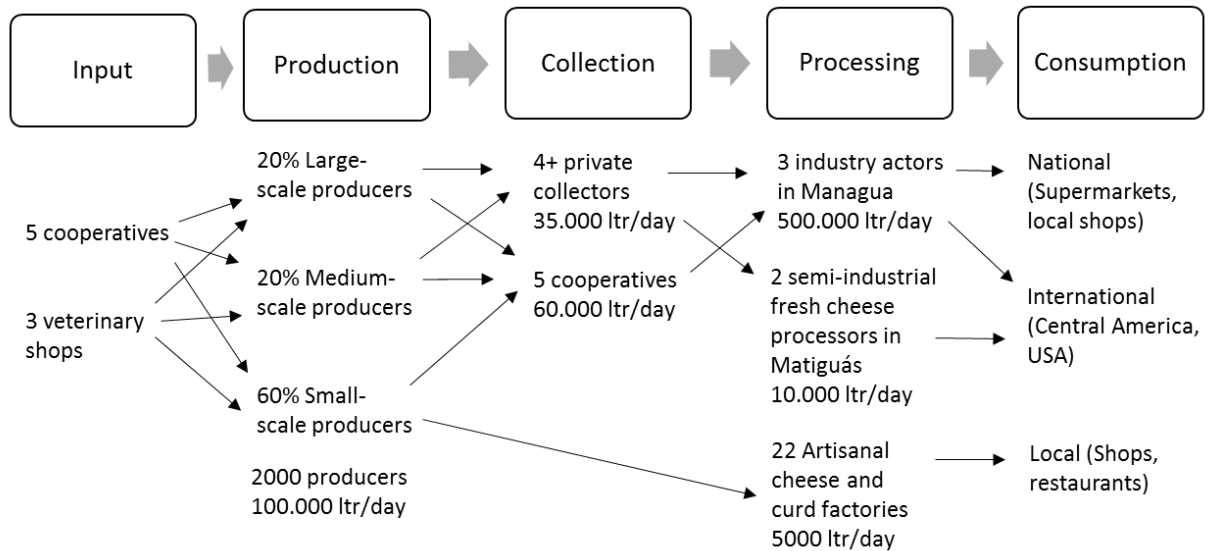 Input
Production
Collection
Processing
Consumption
5 cooperatives
3 veterinary
shops
20% Large-
scale producers
20% Medium-
scale producers
60% Small-
scale producers
2000 producers
100.000 ltr/day
4+ private
collectors
35.000 ltr/day
5 cooperatives
60.000 ltr/day
3 industry actors
in Managua
500.000 ltr/day
2 semi-industrial
fresh cheese
processors in
Matiguás
10.000 ltr/day
22 Artisanal
cheese and
curd factories
5000 ltr/day
National
(Supermarkets,
local shops)
International
(Central America,
USA)
Local (Shops,
restaurants)